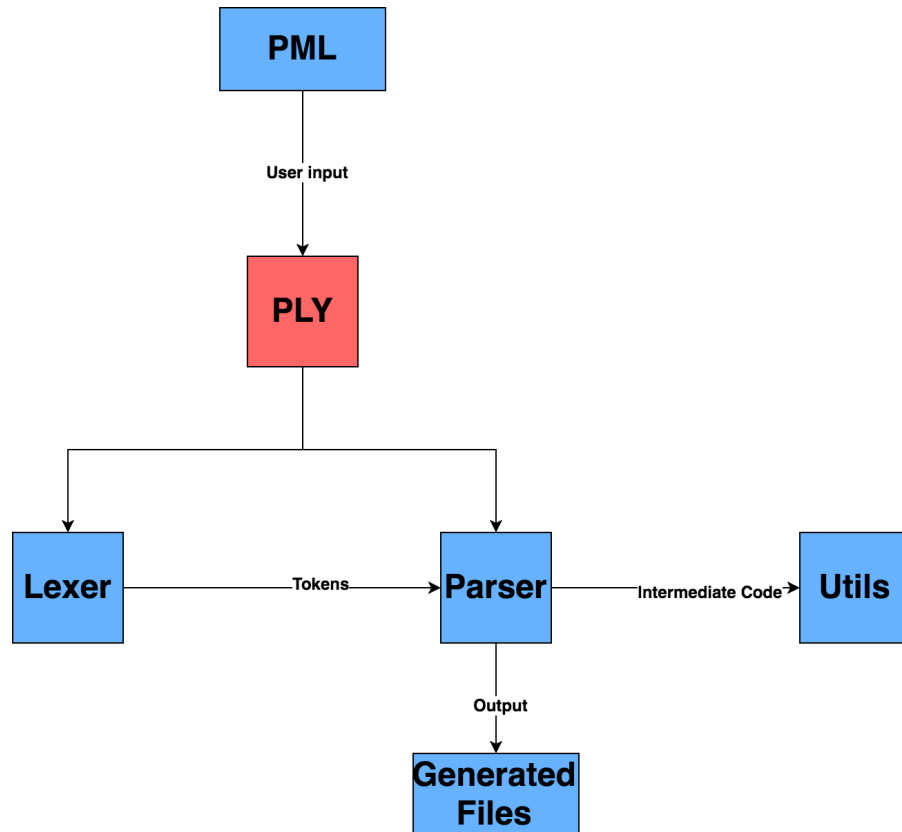 PML
User input
PLY
Lexer
Tokens
Parser
Intermediate Code
Utils
Output
Generated
Files